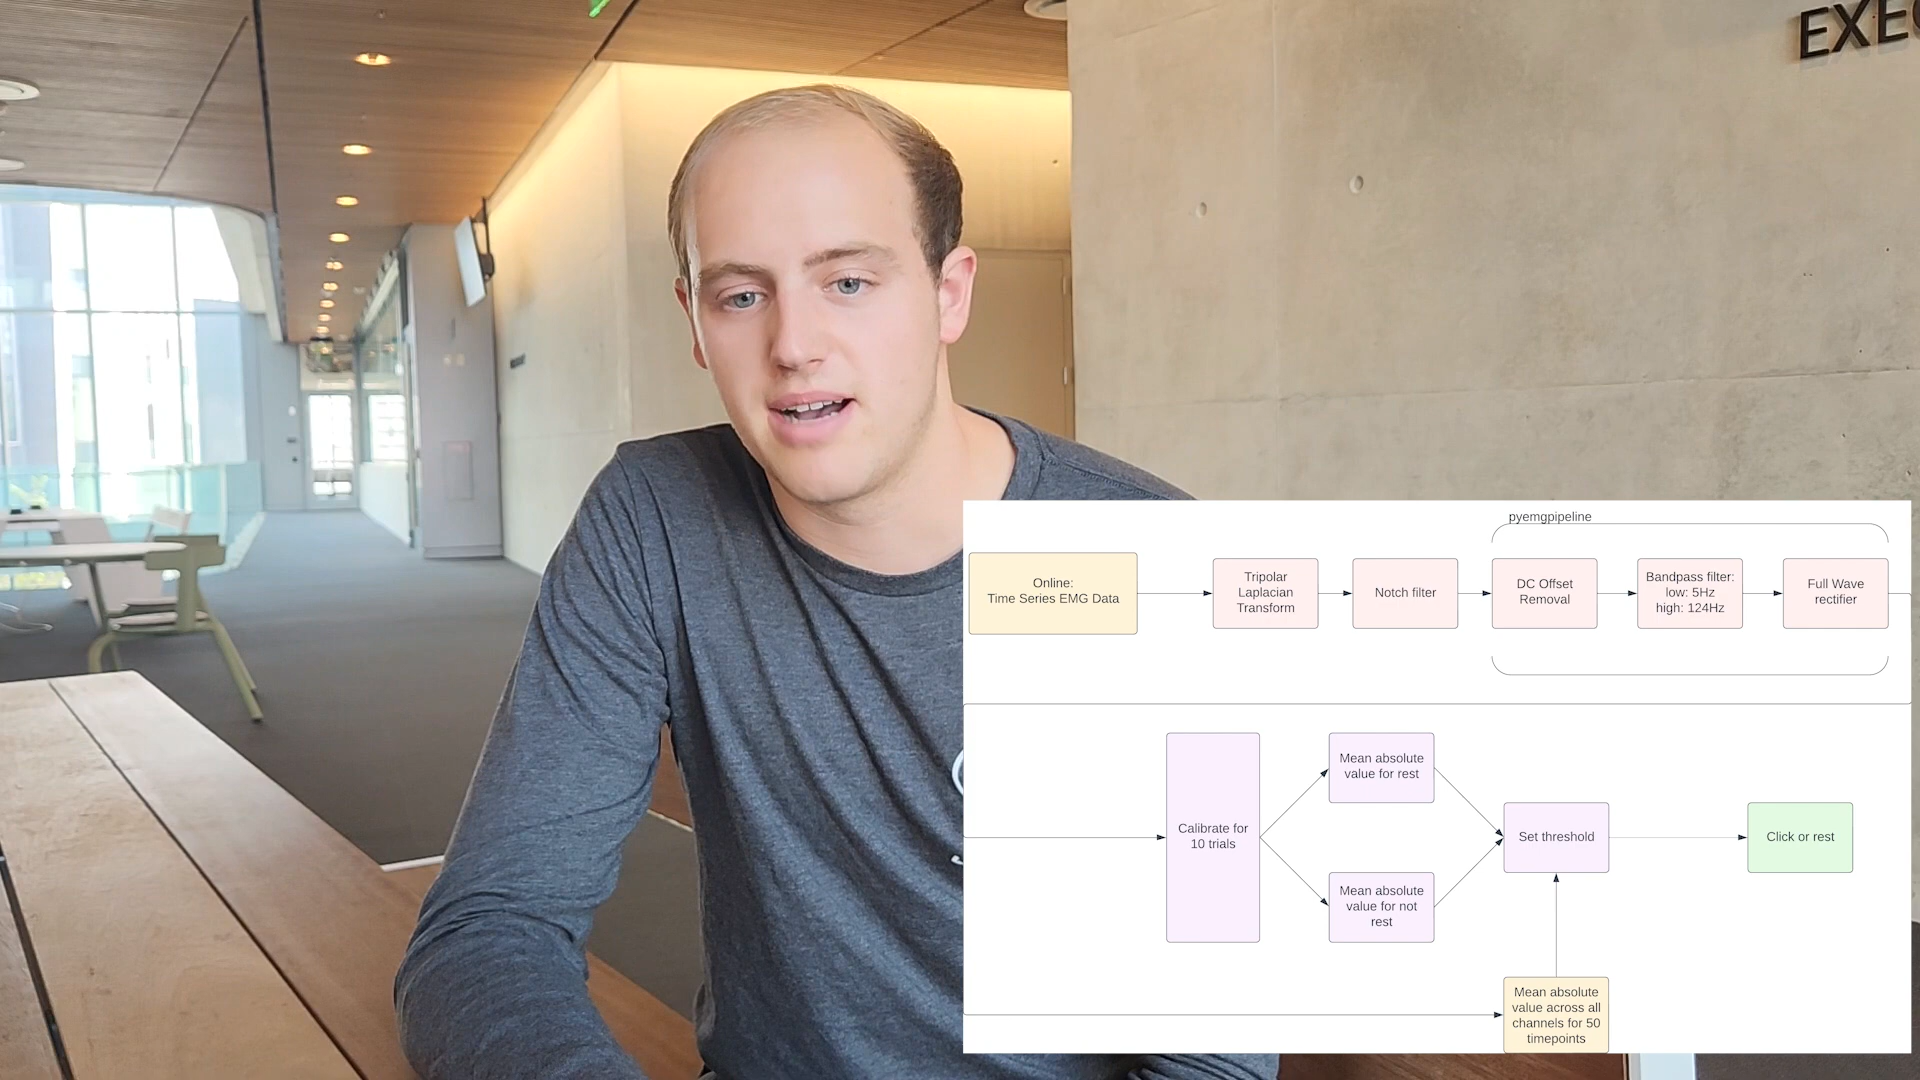 EXEC
pyemgpipeline
Online:
Time Series EMG Data
Tripolar
Laplacian
Transform
Notch filter
DC Offset
Removal
Bandpass filter:
low: 5Hz
high: 124Hz
Full Wave
rectifier
Calibrate for
10 trials
Mean absolute
value for rest
Mean absolute
value for not
rest
Set threshold
Click or rest
Mean absolute
value across all
channels for 50
timepoints